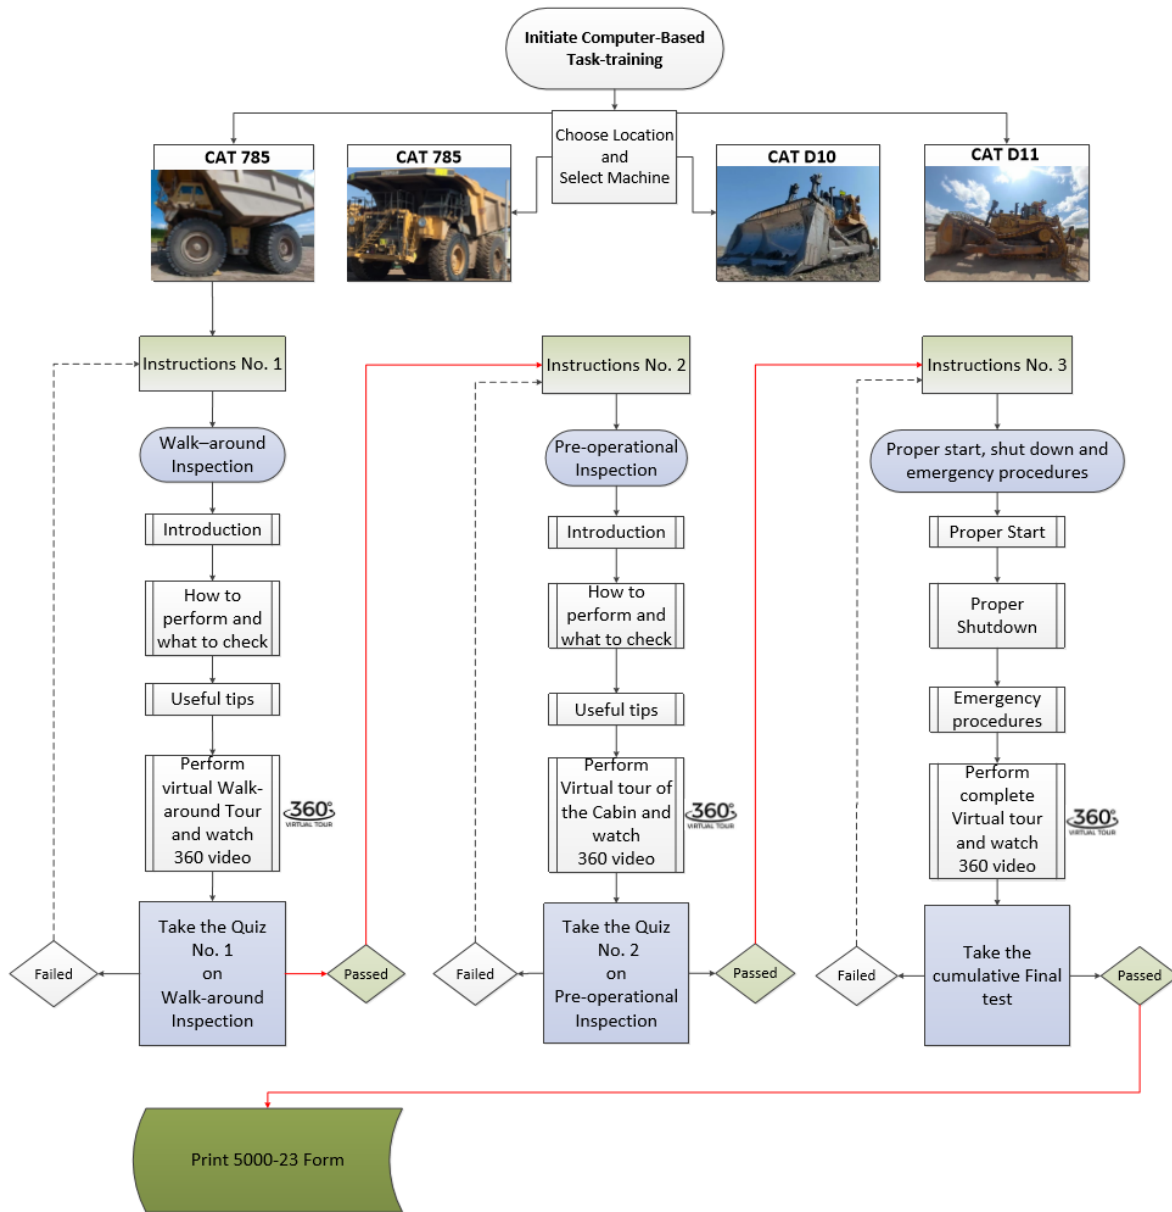 Initiate Computer-Based
Task-training
Choose Location
and
Select Machine
CAT 785
CAT 785
CAT D10
CAT D11
Instructions No. 1
Walk–around
Inspection
Introduction
How to
perform and
what to check
Useful tips
Perform
virtual Walk-
around Tour
and watch
360 video
360°
VIRTUAL TOUR
Take the Quiz
No. 1
on
Walk-around
Inspection
Failed
Passed
Instructions No. 2
Pre-operational
Inspection
Introduction
How to
perform and
what to check
Useful tips
Perform
Virtual tour of
the Cabin and
watch
360 video
360°
VIRTUAL TOUR
Take the Quiz
No. 2
on
Pre-operational
Inspection
Failed
Passed
Instructions No. 3
Proper start, shut down and
emergency procedures
Proper Start
Proper
Shutdown
Emergency
procedures
Perform
complete
Virtual tour
and watch
360 video
360°
VIRTUAL TOUR
Take the
cumulative Final
test
Failed
Passed
Print 5000-23 Form